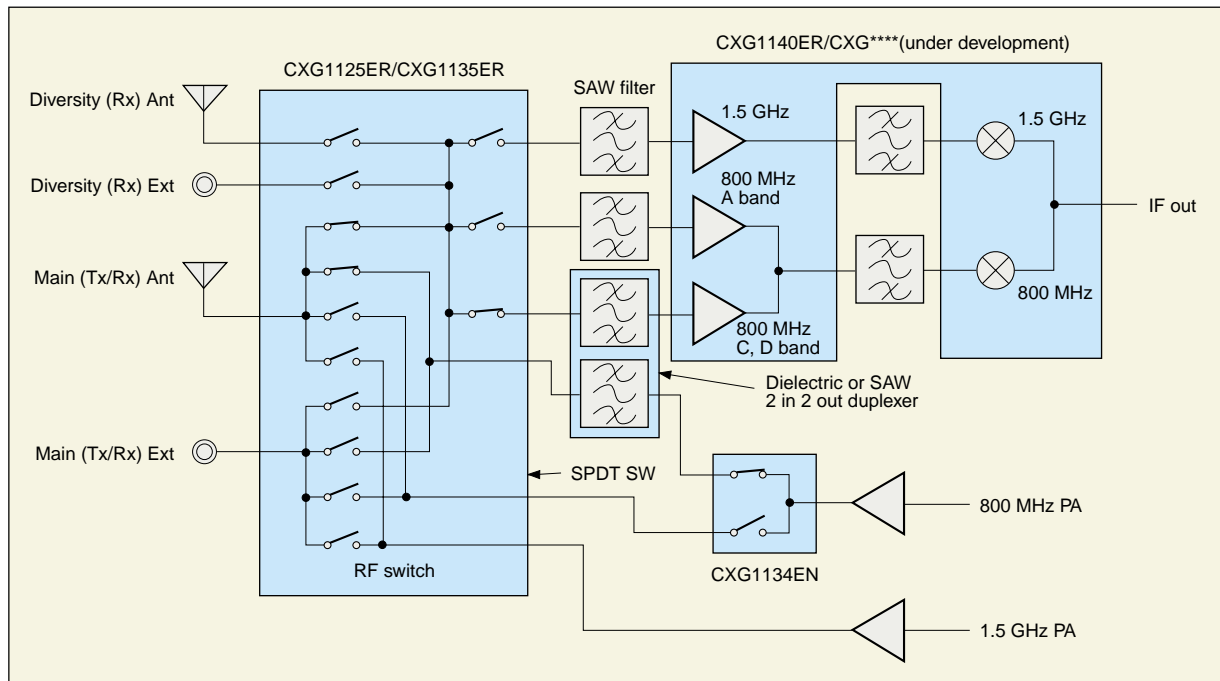 CXG1140ER/CXG****(under development)
CXG1125ER/CXG1135ER
SAW filter
Diversity (Rx) Ant
1.5 GHz
1.5 GHz
Diversity (Rx) Ext
800 MHz
A band
IF out
Main (Tx/Rx) Ant
800 MHz
800 MHz
C, D band
Dielectric or SAW
2 in 2 out duplexer
Main (Tx/Rx) Ext
SPDT SW
800 MHz PA
RF switch
CXG1134EN
1.5 GHz PA